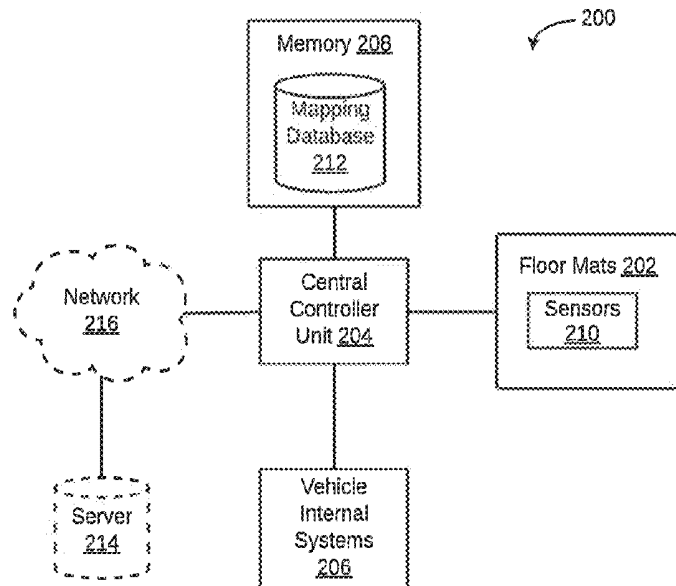 200
Memory 208
Mapping
Database
212
Network
216
Central
Controller
Unit 204
Floor Mats 202
Sensors
210
Server
214
Vehicle
Internal
Systems
206